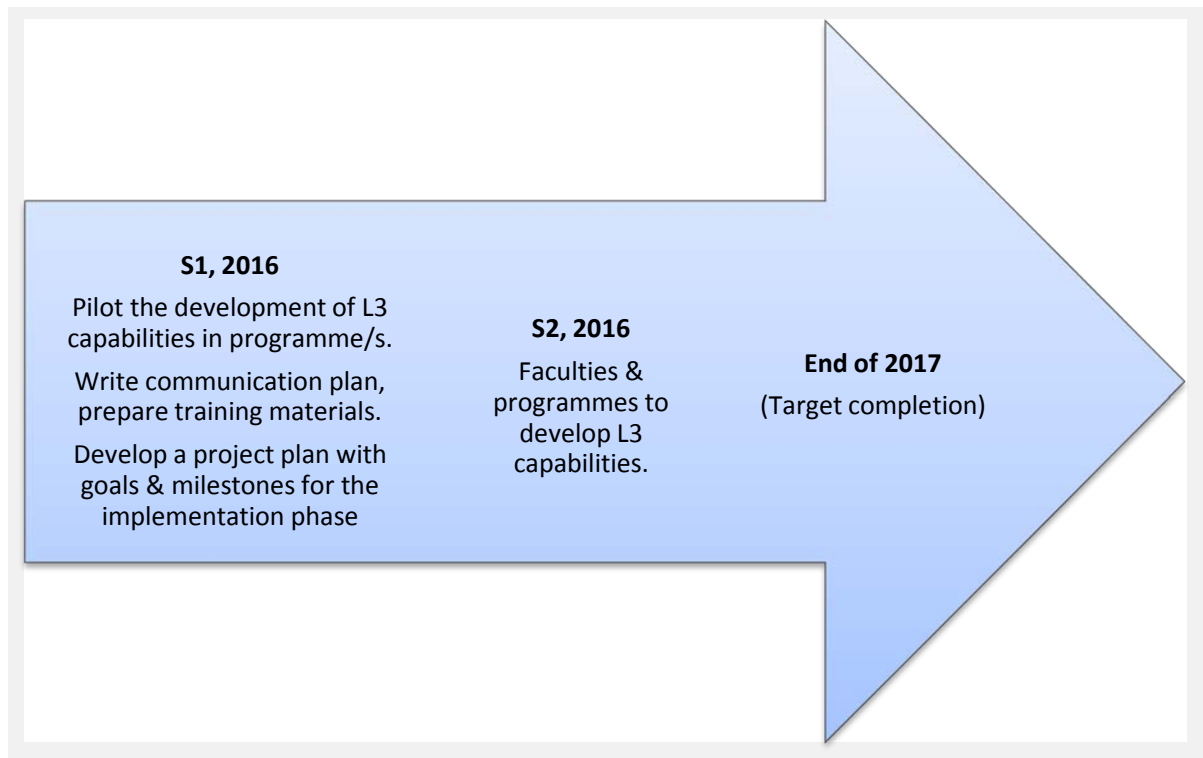 S1, 2016
Pilot the development of L3
capabilities in programme/s.
Write communication plan,
prepare training materials.
Develop a project plan with
goals & milestones for the
implementation phase
S2, 2016
Faculties &
programmes to
develop L3
capabilities.
End of 2017
(Target completion)